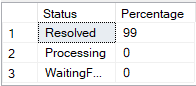 Status Percentage
1 Resolved 99
2 Processing 0
3 WaitingF... 0